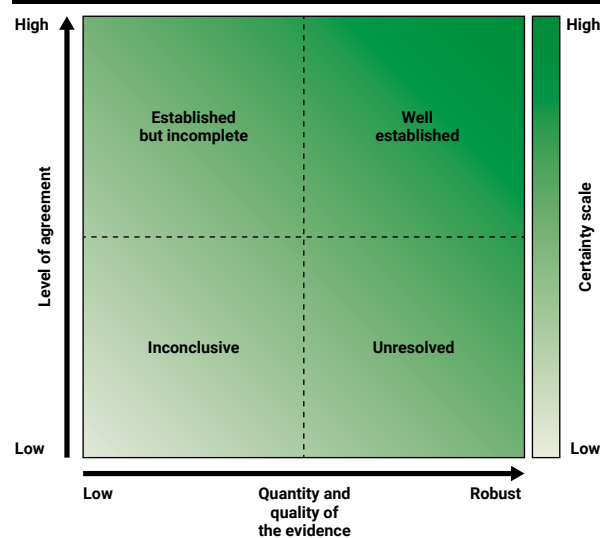 High
High
Established
but incomplete
Well
established
Level of agreement
Certainty scale
Inconclusive
Unresolved
Low
Low
Low
Quantity and
quality of
the evidence
Robust